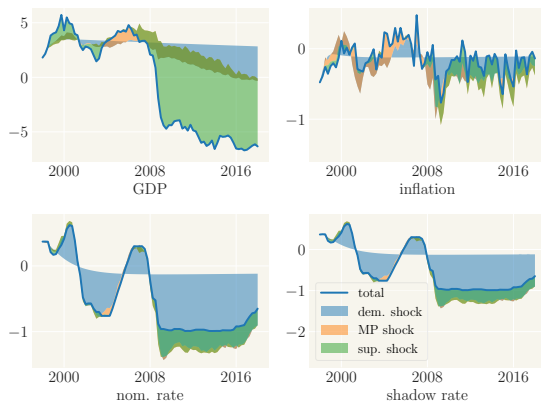 5
0
−5
2000
2008
2016
GDP
0
−1
2000
2008
2016
inflation
0
−1
2000
2008
2016
nom. rate
0
−1
−2
total
dem. shock
MP shock
sup. shock
2000
2008
2016
shadow rate